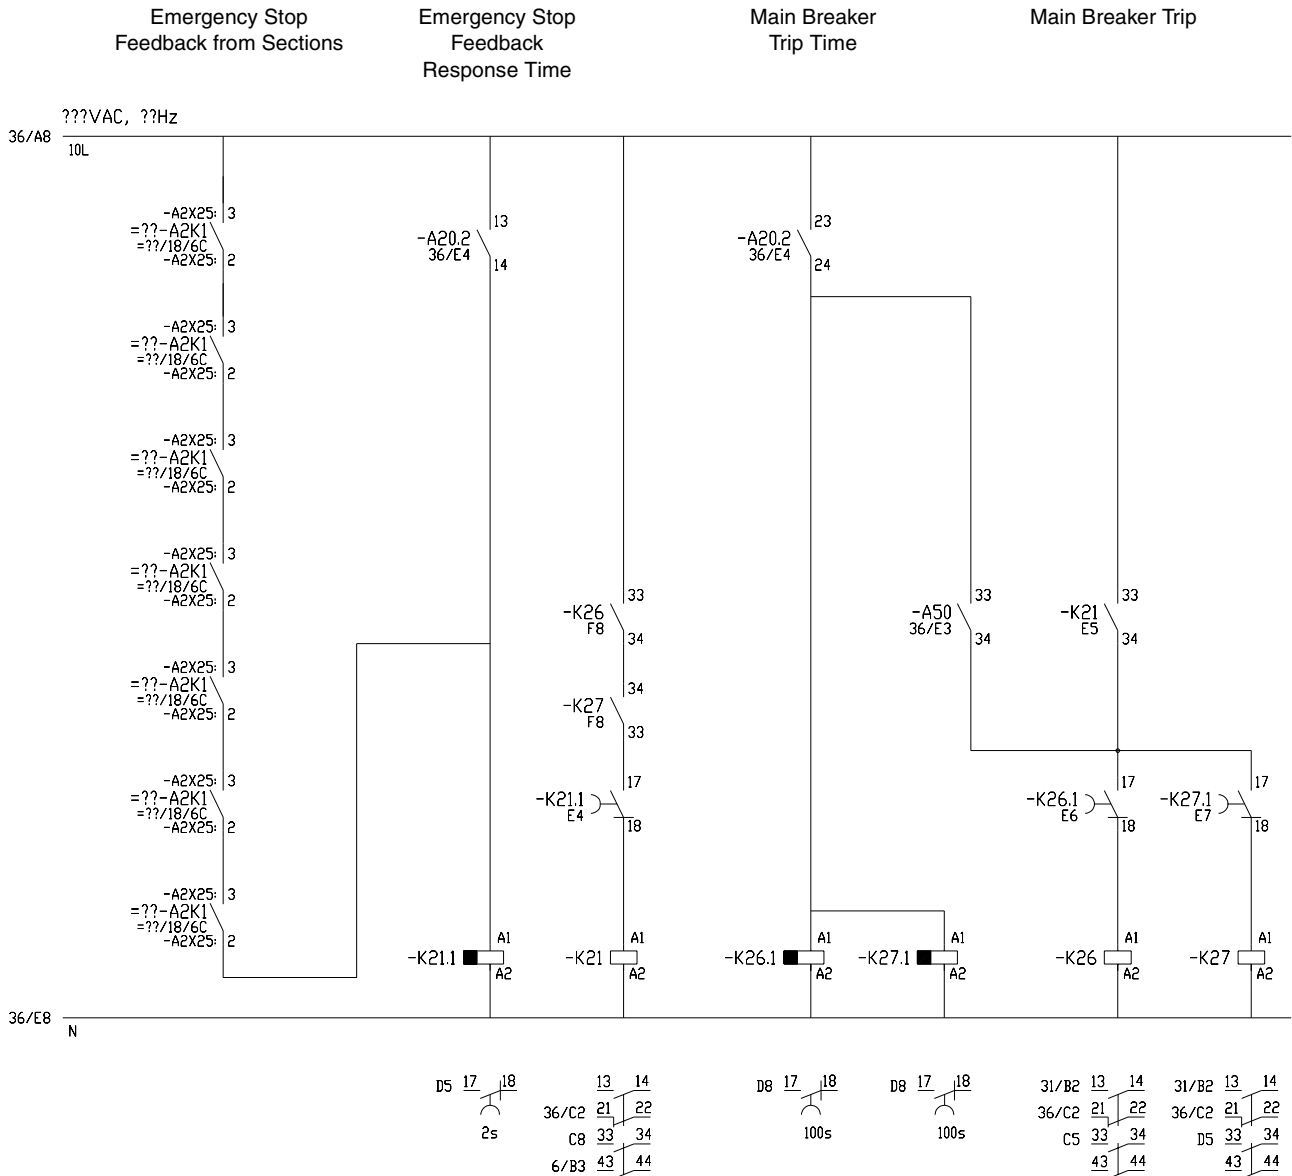 Emergency Stop
Feedback from Sections
Emergency Stop
Feedback
Response Time
Main Breaker
Trip Time
Main Breaker Trip
???VAC, ??Hz
36/A8
10L
-A2X25: 3
=??-A2K1
=??/18/6C
-A2X25: 2
-A2X25: 3
=??-A2K1
=??/18/6C
-A2X25: 2
-A2X25: 3
=??-A2K1
=??/18/6C
-A2X25: 2
-A2X25: 3
=??-A2K1
=??/18/6C
-A2X25: 2
-A2X25: 3
=??-A2K1
=??/18/6C
-A2X25: 2
-A2X25: 3
=??-A2K1
=??/18/6C
-A2X25: 2
-A2X25: 3
=??-A2K1
=??/18/6C
-A2X25: 2
13
-A20.2
36/E4
14
23
-A20.2
36/E4
24
33
-K26
F8
34
34
-K27
F8
33
17
-K21.1
E4
18
33
-A50
36/E3
34
33
-K21
E5
34
17
-K26.1
E6
18
17
-K27.1
E7
18
A1
-K21.1
A2
A1
-K21
A2
A1
-K26.1
A2
A1
-K27.1
A2
A1
-K26
A2
A1
-K27
A2
36/E8
N
D5 17 18
2s
13 14
36/C2 21 22
C8 33 34
6/B3 43 44
D8 17 18
100s
D8 17 18
100s
31/B2 13 14
36/C2 21 22
C5 33 34
43 44
31/B2 13 14
36/C2 21 22
D5 33 34
43 44